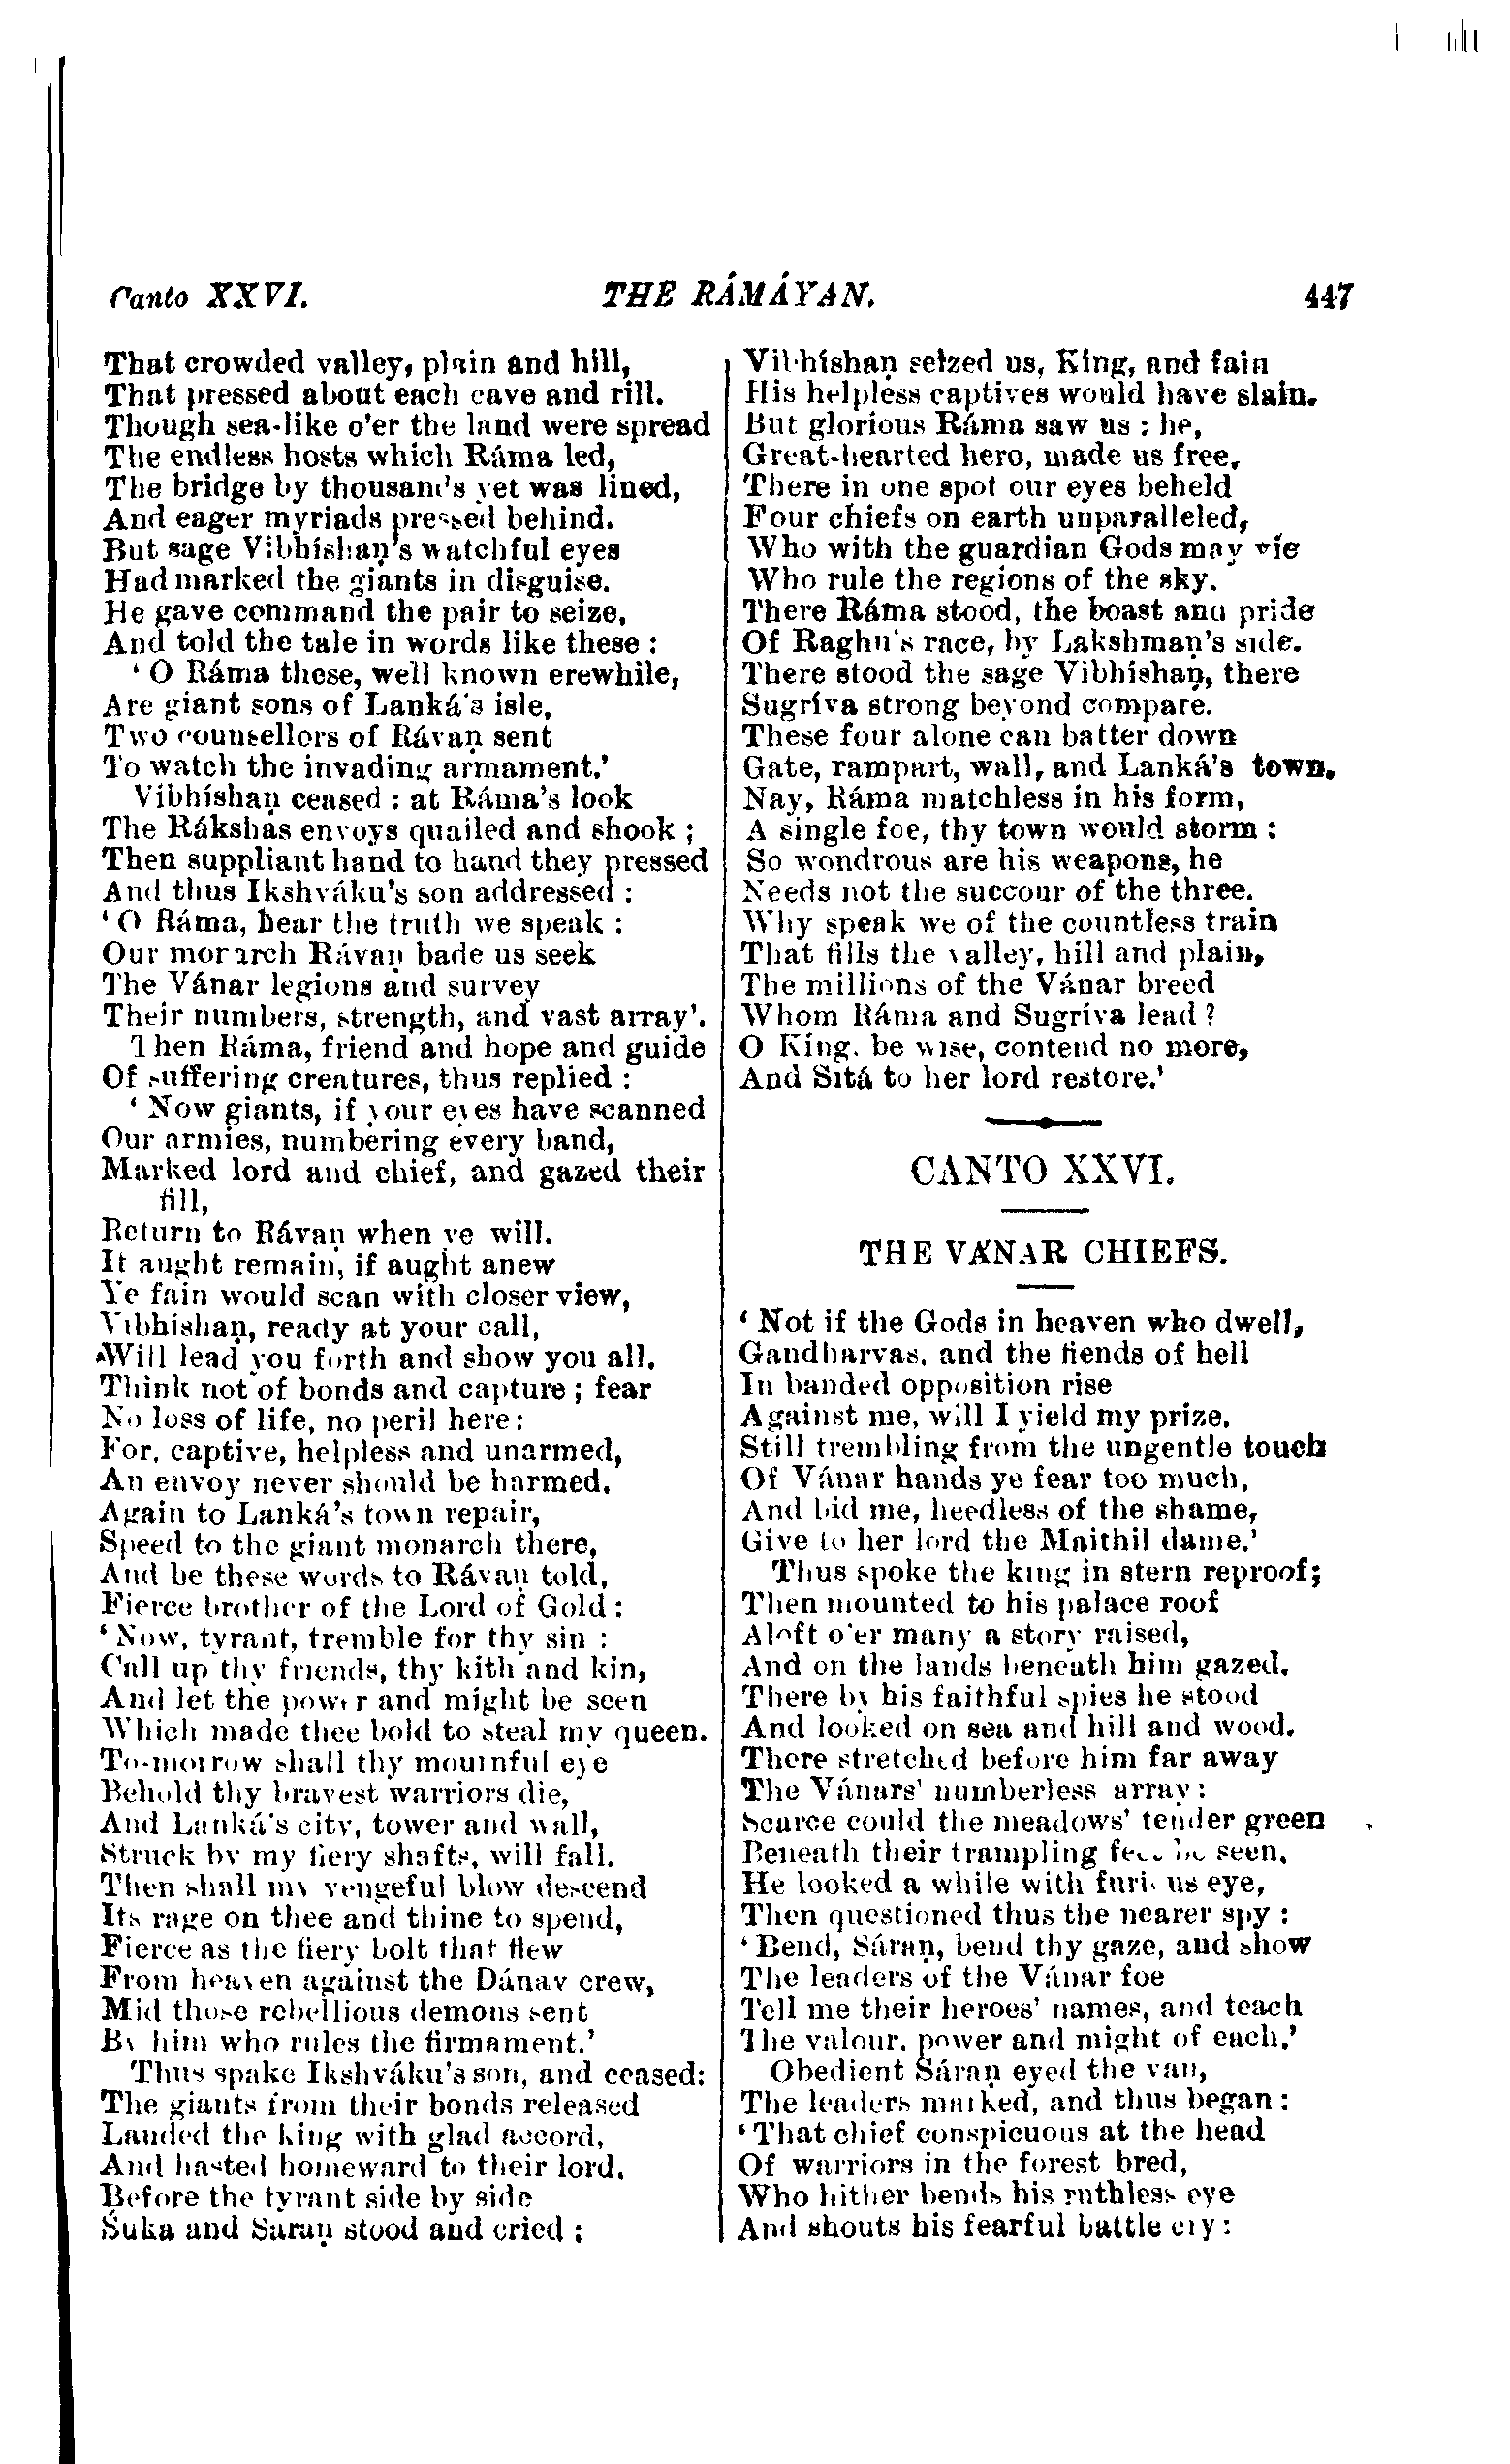 Canto XXVI. THE RÁMÁYAN. 447
That crowded valley, plain and hill,
That pressed about each cave and rill.
Though sea-like o'er the land were spread
The endless hosts which Ráma led,
The bridge by thousands yet was lined,
And eager myriads pressed behind.
But sage Vibhíshaṇ's watchful eyes
Had marked the giants in disguise.
He gave command the pair to seize,
And told the tale in words like these :
‘ O Ráma these, well known erewhile,
Are giant sons of Lanká's isle,
Two counsellors of Rávaṇ sent
To watch the invading armament.’
Vibhíshaṇ ceased : at Ráma's look
The Rákshas envoys quailed and shook ;
Then suppliant hand to hand they pressed
And thus Ikshváku's son addressed :
‘ O Ráma, hear the truth we speak :
Our monarch Rávaṇ bade us seek
The Vánar legions and survey
Their numbers, strength, and vast array’.
Then Ráma, friend and hope and guide
Of suffering creatures, thus replied :
‘ Now giants, if your eyes have scanned
Our armies, numbering every band,
Marked lord and chief, and gazed their
fill,
Return to Rávaṇ when ye will.
If aught remain, if aught anew
Ye fain would scan with closer view,
Vibhishaṇ, ready at your call,
Will lead you forth and show you all.
Think not of bonds and capture ; fear
No loss of life, no peril here:
For, captive, helpless and unarmed,
An envoy never should be harmed.
Again to Lanká's town repair,
Speed to the giant monarch there,
And be these words to Rávaṇ told,
Fierce brother of the Lord of Gold :
‘ Now, tyrant, tremble for thy sin :
Call up thy friends, thy kith and kin,
And let the power and might be seen
Which made thee bold to steal my queen.
To-morrow shall thy mournful eye
Behold thy bravest warriors die,
And Lanká's city, tower and wall,
Struck by my fiery shafts, will fall.
Then shall my vengeful blow descend
Its rage on thee and thine to spend,
Fierce as the fiery bolt that flew
From heaven against the Dánav crew,
Mid those rebellious demons sent
By him who rules the firmament.’
Thus spake Ikshváku's son, and ceased:
The giants from their bonds released
Lauded the king with glad accord,
And hasted homeward to their lord.
Before the tyrant side by side
Śuka and Saraṇ stood and cried :
Vibhíshaṇ seized us, King, and fain
His helpless captives would have slain.
But glorious Ráma saw us ; he,
Great-hearted hero, made us free,
There in one spot our eyes beheld
Four chiefs on earth unparalleled,
Who with the guardian Gods may vie
Who rule the regions of the sky.
There Ráma stood, the boast and pride
Of Raghu's race, by Lakshmaṇ's side.
There stood the sage Vibhíshaṇ, there
Sugríva strong beyond compare.
These four alone can batter down
Gate, rampart, wall, and Lanká's town.
Nay, Ráma matchless in his form,
A single foe, thy town would storm :
So wondrous are his weapons, he
Needs not the succour of the three.
Why speak we of the countless train
That fills the valley, hill and plain,
The millions of the Vánar breed
Whom Ráma and Sugríva lead ?
O King, be wise, contend no more,
And Sítá to her lord restore.’
CANTO XXVI.
THE VÁNAR CHIEFS.
‘ Not if the Gods in heaven who dwell,
Gandharvas, and the fiends of hell
In banded opposition rise
Against me, will I yield my prize.
Still trembling from the ungentle touch
Of Vánar hands ye fear too much,
And bid me, heedless of the shame,
Give to her lord the Maithil dame.’
Thus spoke the king in stern reproof;
Then mounted to his palace roof
Aloft o'er many a story raised,
And on the lands beneath him gazed.
There by his faithful spies he stood
And looked on sea and hill and wood.
There stretched before him far away
The Vánars' numberless array:
Scarce could the meadows' tender green
Beneath their trampling feet be seen.
He looked a while with furious eye,
Then questioned thus the nearer spy :
‘ Bend, Sáraṇ, bend thy gaze, and show
The leaders of the Vánar foe
Tell me their heroes' names, and teach
The valour, power and might of each.’
Obedient Sáraṇ eyed the van,
The leaders marked, and thus began :
‘ That chief conspicuous at the head
Of warriors in the forest bred,
Who hither bends his ruthless eye
And shouts his fearful battle cry :